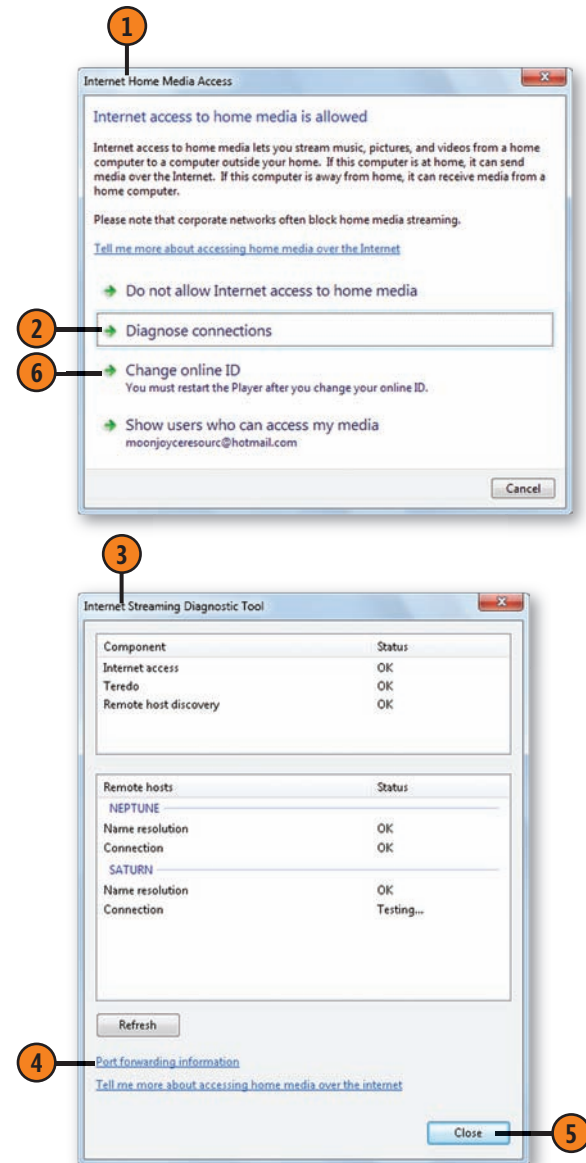 1
Internet Home Media Access
Internet access to home media is allowed
Internet access to home media lets you stream music, pictures, and videos from a home
computer to a computer outside your home. If this computer is at home, it can send
media over the Internet. If this computer is away from home, it can receive media from a
home computer.
Please note that corporate networks often block home media streaming.
Tell me more about accessing home media over the Internet
Do not allow Internet access to home media
2
Diagnose connections
6
Change online ID
You must restart the Player after you change your online ID.
Show users who can access my media
moonjoyceresourc@hotmail.com
Cancel
3
Internet Streaming Diagnostic Tool
Component Status
Internet access OK
Teredo OK
Remote host discovery OK
Remote hosts Status
NEPTUNE
Name resolution OK
Connection OK
SATURN
Name resolution OK
Connection Testing...
Refresh
4
Port forwarding information
Tell me more about accessing home media over the internet
Close
5